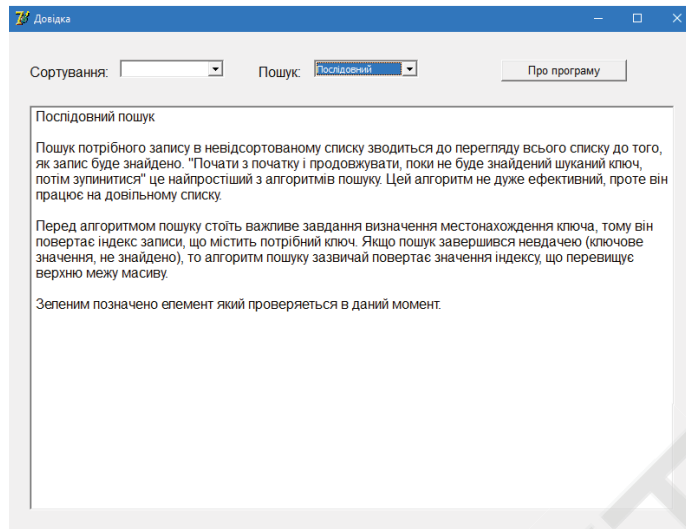 Довідка
Сортування:
Пошук:
Послідовний
Про програму
Послідовний пошук
Пошук потрібного запису в невідсортованому списку зводиться до перегляду всього списку до того,
як запис буде знайдено. "Почати з початку і продовжувати, поки не буде знайдений шуканий ключ,
потім зупинитися" це найпростіший з алгоритмів пошуку. Цей алгоритм не дуже ефективний, проте він
працює на довільному списку.
Перед алгоритмом пошуку стоїть важливе завдання визначення местонахождення ключа, тому він
повертає індекс записи, що містить потрібний ключ. Якщо пошук завершився невдачею (ключове
значення, не знайдено), то алгоритм пошуку зазвичай повертає значення індексу, що перевищує
верхню межу масиву.
Зеленим позначено елемент який проверяеться в даний момент.